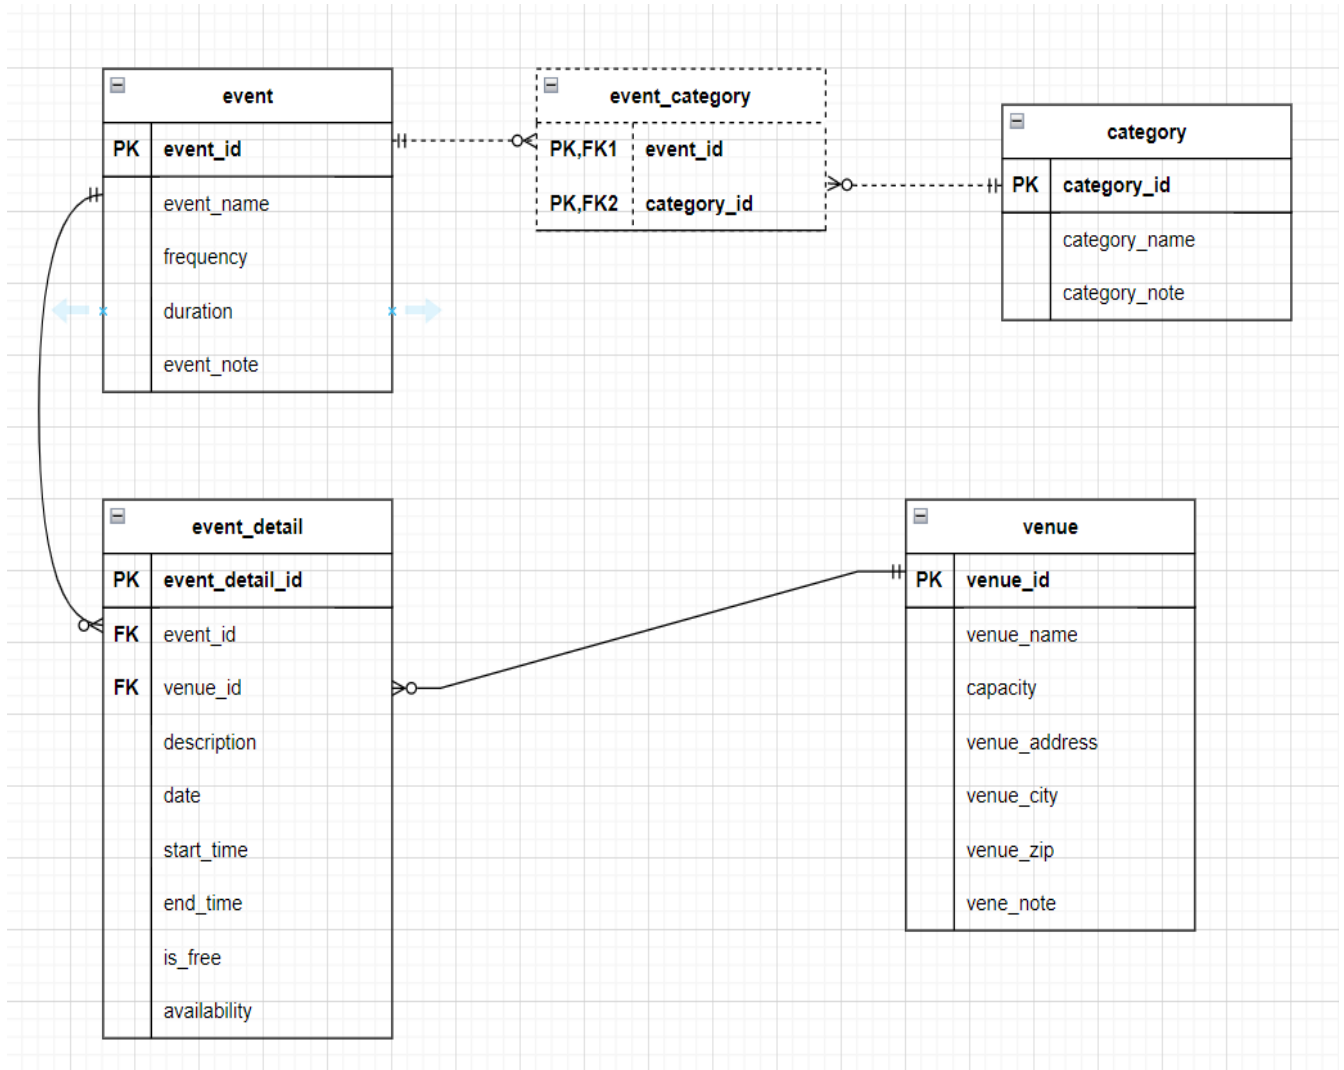 event
PK event_id
event_name
frequency
duration
event_note
event_category
PK,FK1 event_id
PK,FK2 category_id
category
PK category_id
category_name
category_note
event_detail
PK event_detail_id
FK event_id
FK venue_id
description
date
start_time
end_time
is_free
availability
venue
PK venue_id
venue_name
capacity
venue_address
venue_city
venue_zip
vene_note